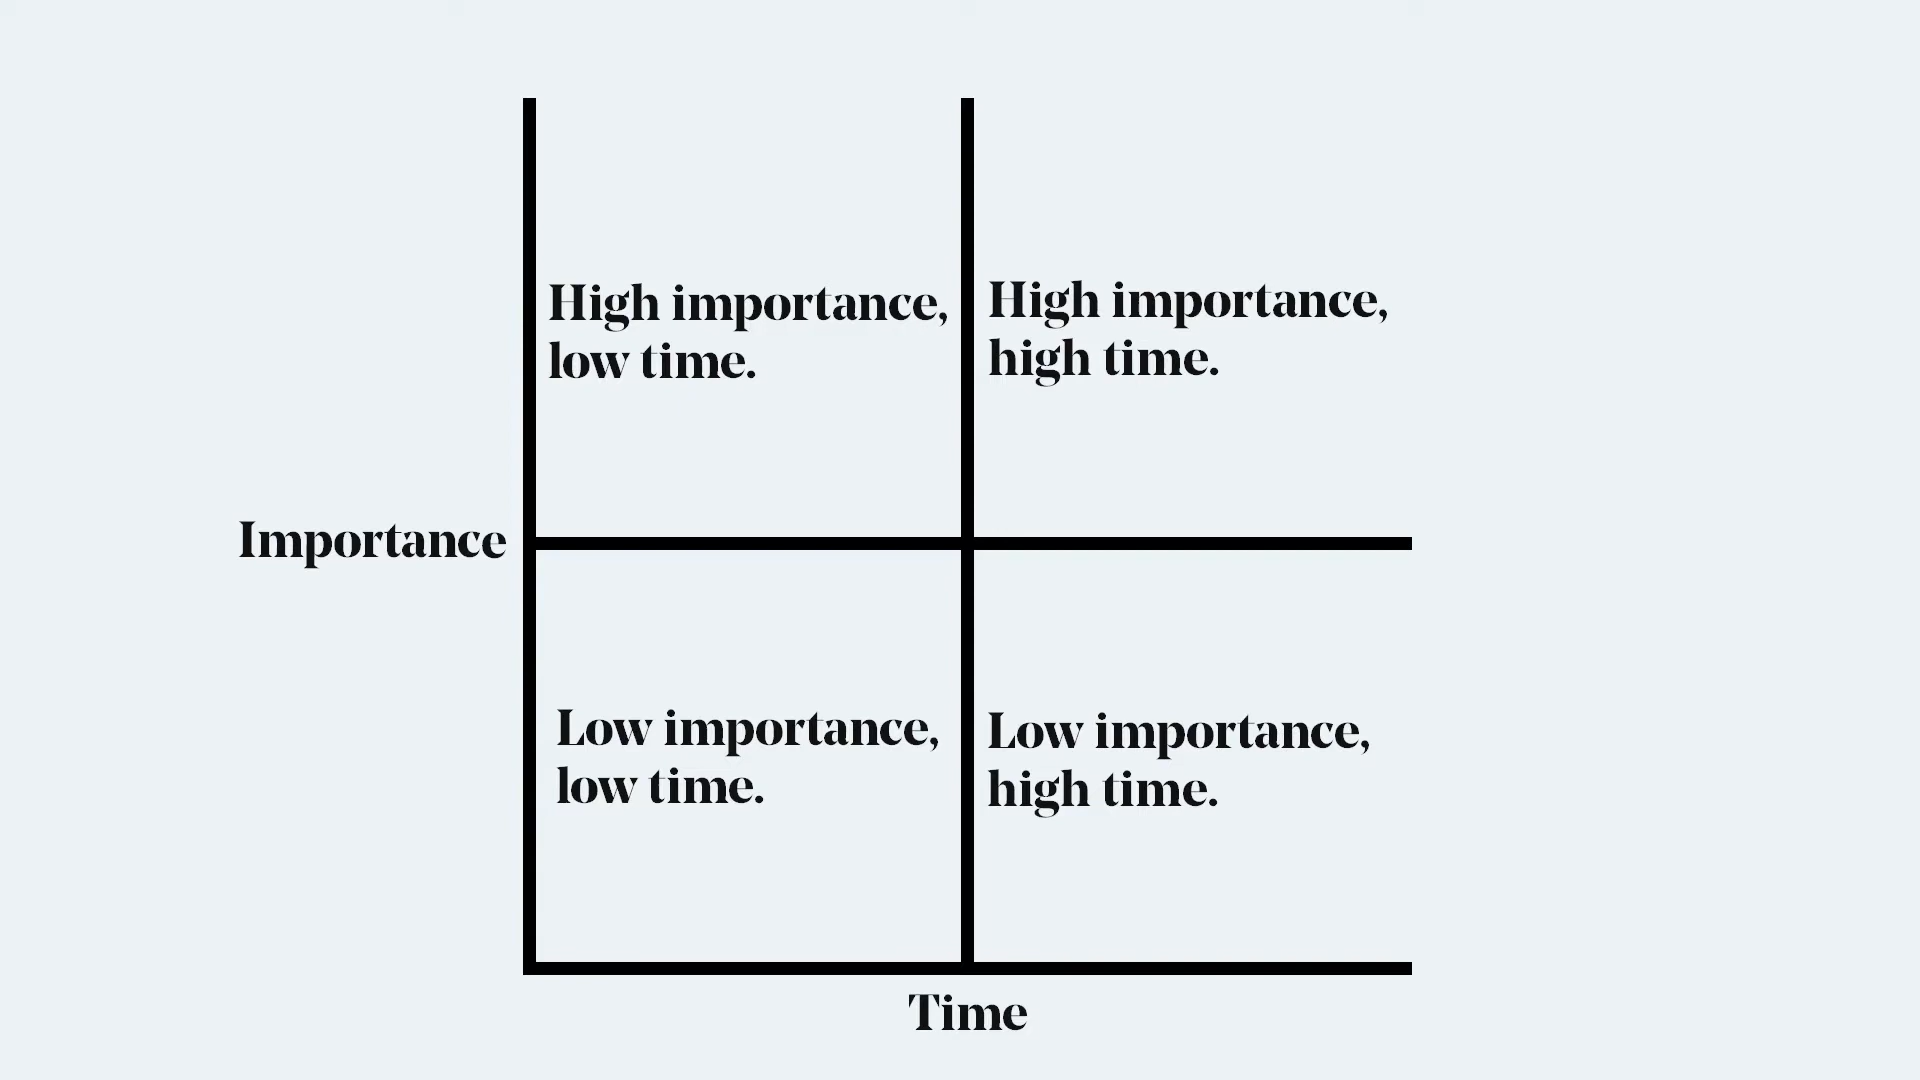 High importance,
low time.
High importance,
high time.
Importance
Low importance,
low time.
Low importance,
high time.
Time